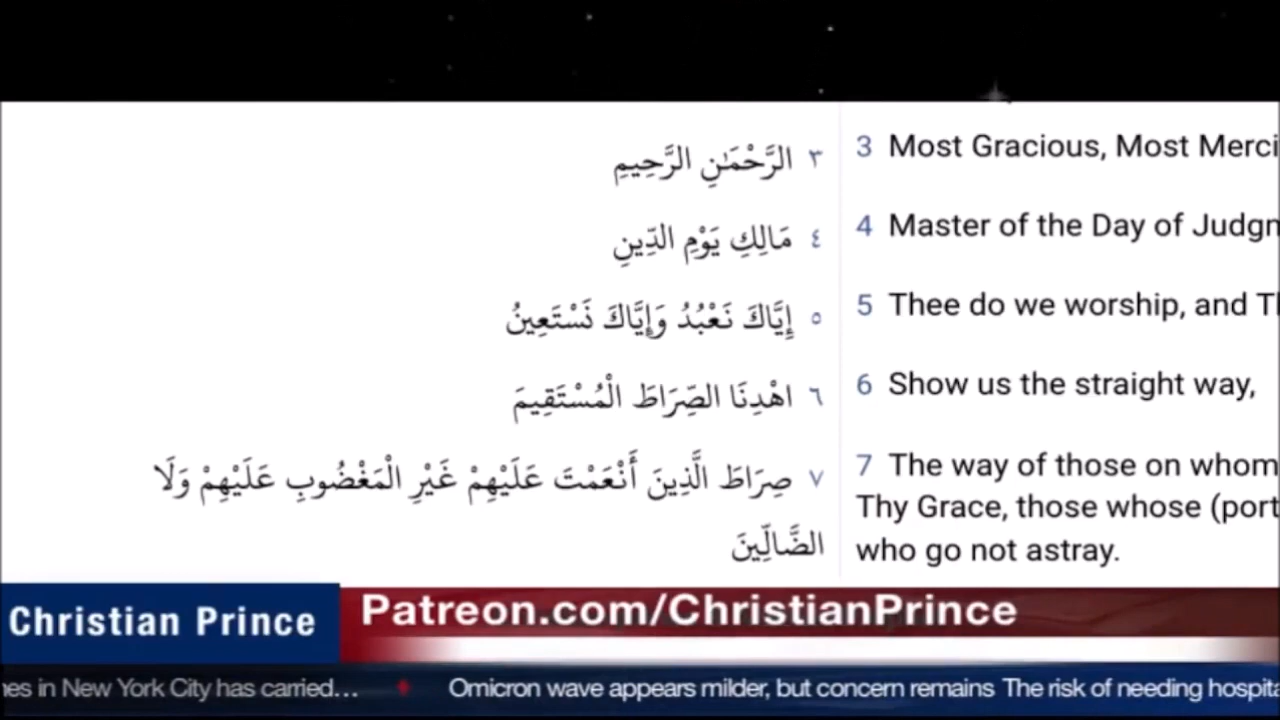 ٣ الرَّحْمَٰنِ الرَّحِيمِ
٤ مَالِكِ يَوْمِ الدِّينِ
٥ إِيَّاكَ نَعْبُدُ وَإِيَّاكَ نَسْتَعِينُ
٦ اهْدِنَا الصِّرَاطَ الْمُسْتَقِيمَ
٧ صِرَاطَ الَّذِينَ أَنْعَمْتَ عَلَيْهِمْ غَيْرِ الْمَغْضُوبِ عَلَيْهِمْ وَلَا
الضَّالِّينَ
3 Most Gracious, Most Merci
4 Master of the Day of Judgn
5 Thee do we worship, and Tl
6 Show us the straight way,
7 The way of those on whom
Thy Grace, those whose (port
who go not astray.
Christian Prince
Patreon.com/ChristianPrince
nes in New York City has carried... Omicron wave appears milder, but concern remains The risk of needing hospita